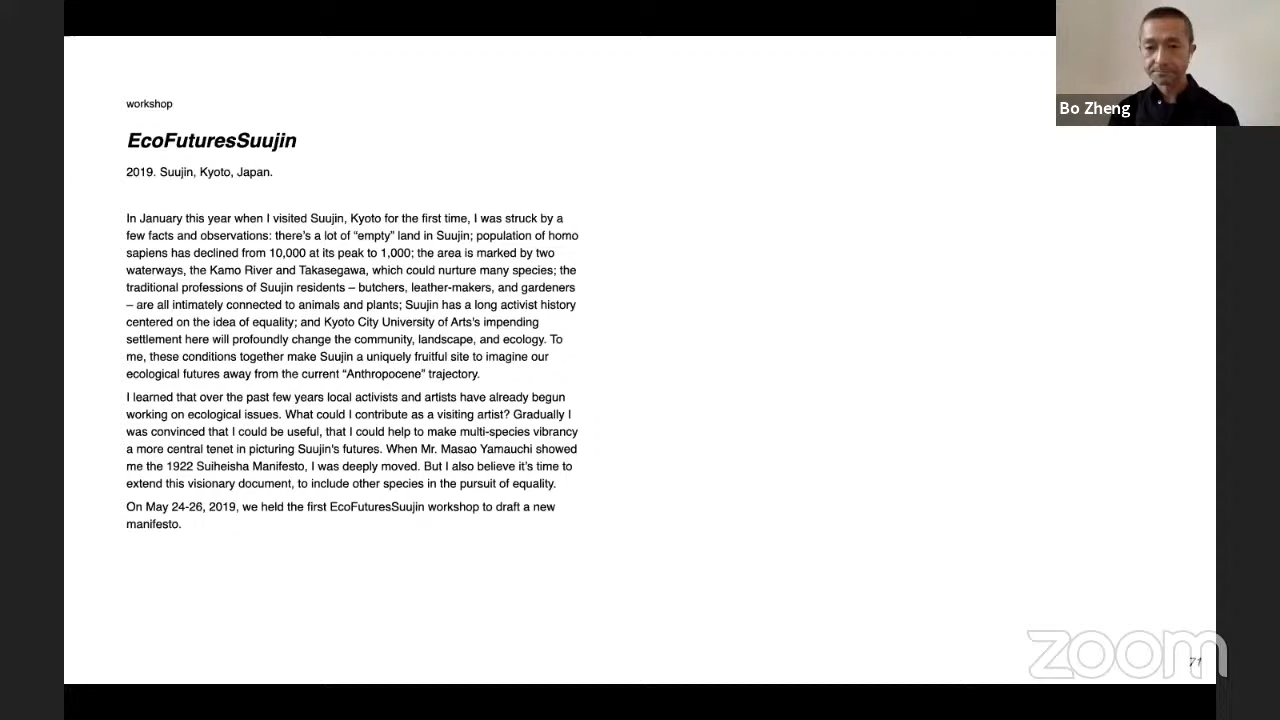 workshop
EcoFuturesSuujin
2019. Suujin, Kyoto, Japan.
In January this year when I visited Suujin, Kyoto for the first time, I was struck by a
few facts and observations: there's a lot of “empty” land in Suujin; population of homo
sapiens has declined from 10,000 at its peak to 1,000; the area is marked by two
waterways, the Kamo River and Takasegawa, which could nurture many species; the
traditional professions of Suujin residents – butchers, leather-makers, and gardeners
– are all intimately connected to animals and plants; Suujin has a long activist history
centered on the idea of equality; and Kyoto City University of Arts's impending
settlement here will profoundly change the community, landscape, and ecology. To
me, these conditions together make Suujin a uniquely fruitful site to imagine our
ecological futures away from the current “Anthropocene” trajectory.
I learned that over the past few years local activists and artists have already begun
working on ecological issues. What could I contribute as a visiting artist? Gradually I
was convinced that I could be useful, that I could help to make multi-species vibrancy
a more central tenet in picturing Suujin's futures. When Mr. Masao Yamauchi showed
me the 1922 Suiheisha Manifesto, I was deeply moved. But I also believe it's time to
extend this visionary document, to include other species in the pursuit of equality.
On May 24-26, 2019, we held the first EcoFuturesSuujin workshop to draft a new
manifesto.
Bo Zheng
zoom
71